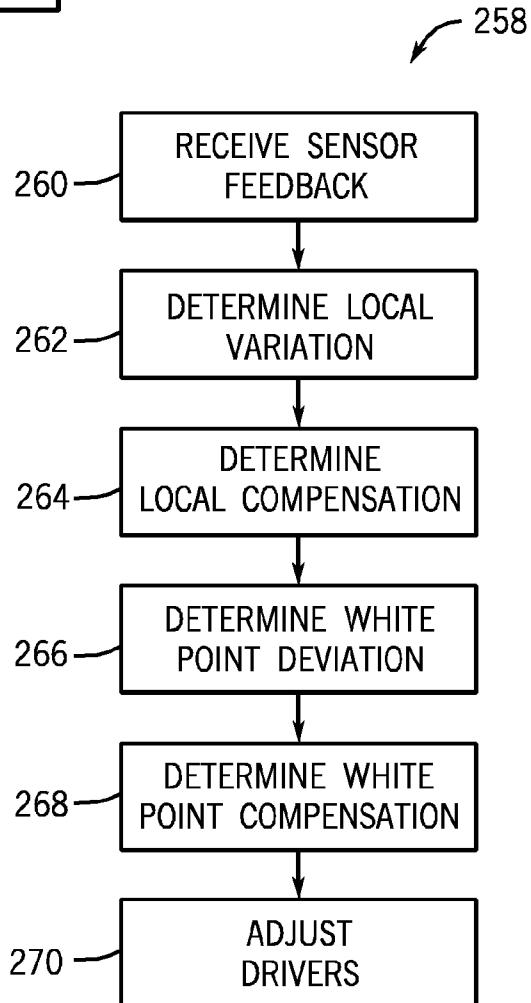 258
RECEIVE SENSOR
FEEDBACK
260
DETERMINE LOCAL
VARIATION
262
DETERMINE
LOCAL COMPENSATION
264
DETERMINE WHITE
POINT DEVIATION
266
DETERMINE WHITE
POINT COMPENSATION
268
ADJUST
DRIVERS
270